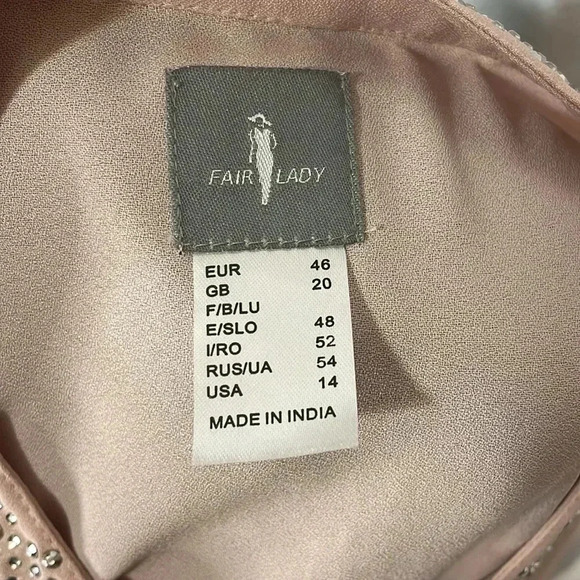 FAIR LADY
EUR 46
GB 20
F/B/LU
E/SLO 48
I/RO 52
RUS/UA 54
USA 14
MADE IN INDIA